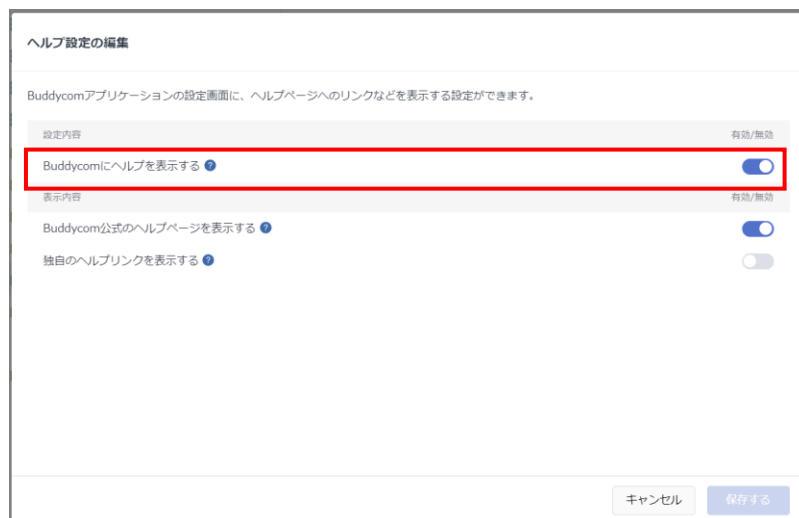 ヘルプ設定の編集
Buddycomアプリケーションの設定画面に、ヘルプページへのリンクなどを表示する設定ができます。
設定内容 有効/無効
Buddycomにヘルプを表示する ?
表示内容 有効/無効
Buddycom公式のヘルプページを表示する ?
独自のヘルプリンクを表示する ?
キャンセル 保存する